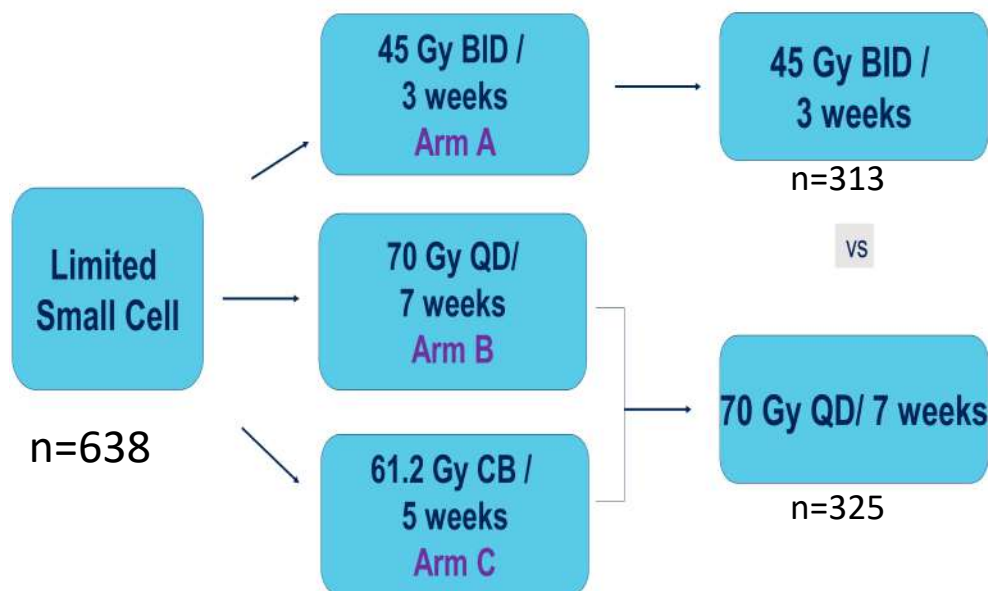 Limited
Small Cell
n=638
45 Gy BID /
3 weeks
Arm A
70 Gy QD/
7 weeks
Arm B
61.2 Gy CB /
5 weeks
Arm C
45 Gy BID /
3 weeks
n=313
vs
70 Gy QD/ 7 weeks
n=325